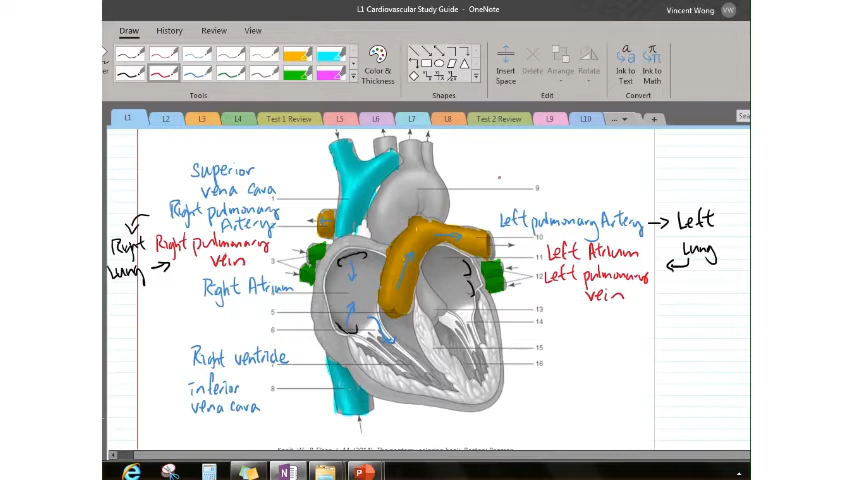 L1 Cardiovascular Study Guide - OneNote
Vincent Wong VW
Draw History Review View
Color & Thickness
Insert Space
Delete
Arrange
Rotate
Ink to Text
Ink to Math
Tools
Shapes
Edit
Convert
L1 L2 L3 L4 Test 1 Review L5 L6 L7 L8 Test 2 Review L9 L10 ... +
Sea
Superior
vena cava
1
9
Right pulmonary
Artery
2
Left pulmonary Artery → Left
Lung
10
Right
Lung →
Right pulmonary
vein
3
11
Left Atrium
12
Left pulmonary
vein
Right Atrium
4
5
6
13
14
15
16
Right ventricle
7
inferior
vena cava
8